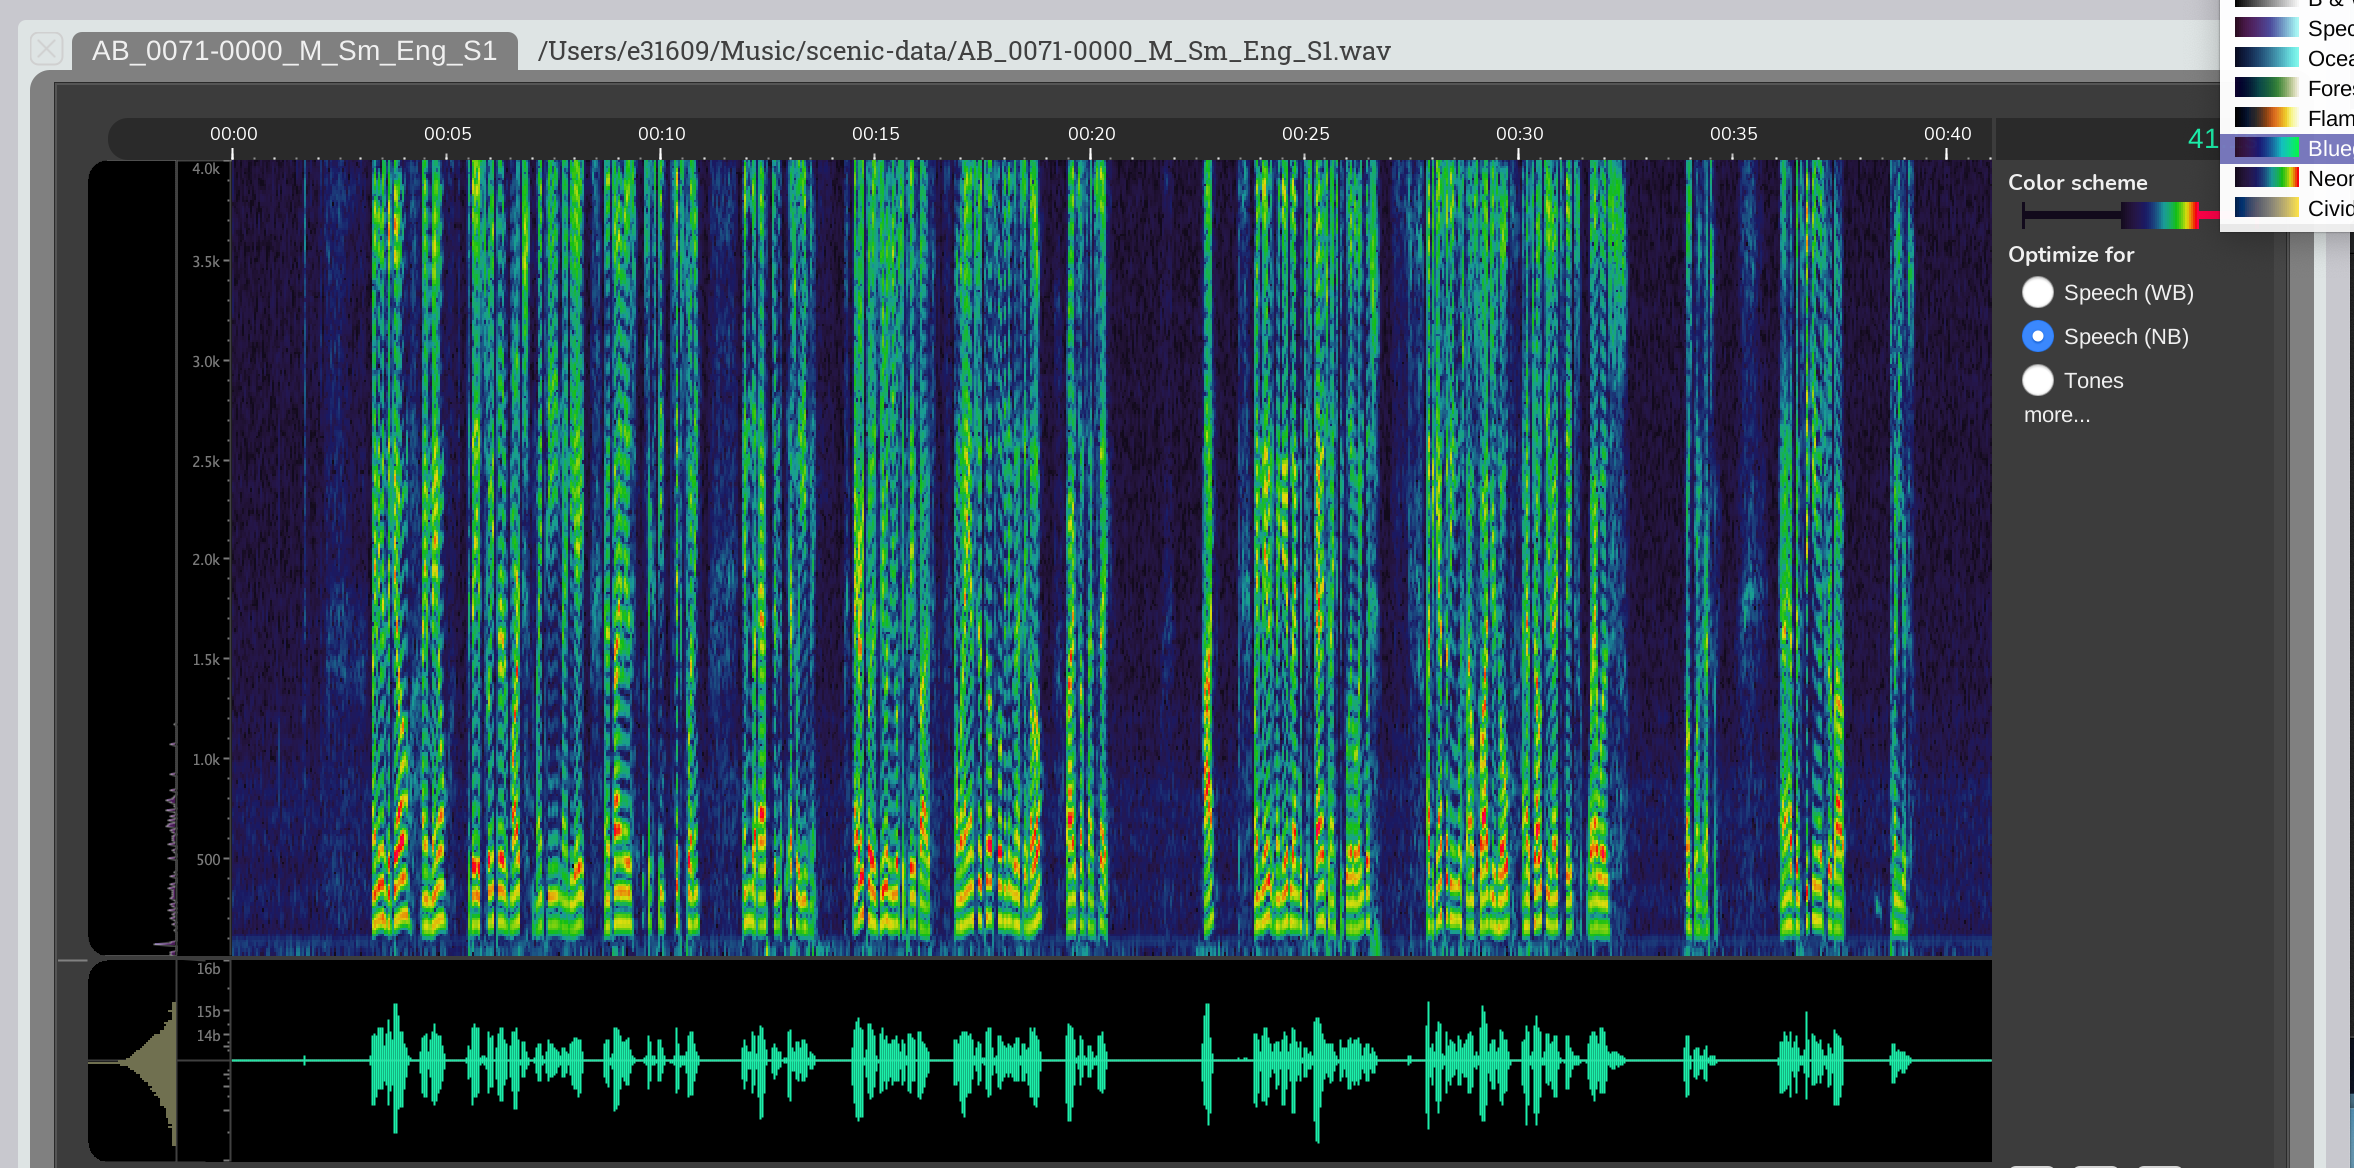 AB_0071-0000_M_Sm_Eng_S1
/Users/e31609/Music/scenic-data/AB_0071-0000_M_Sm_Eng_S1.wav
B &
Spec
Ocea
Fores
Flam
Blue
Neon
Civid
00:00 00:05 00:10 00:15 00:20 00:25 00:30 00:35 00:40
41
Color scheme
Optimize for
Speech (WB)
Speech (NB)
Tones
more...
4.0k
3.5k
3.0k
2.5k
2.0k
1.5k
1.0k
500
16b
15b
14b